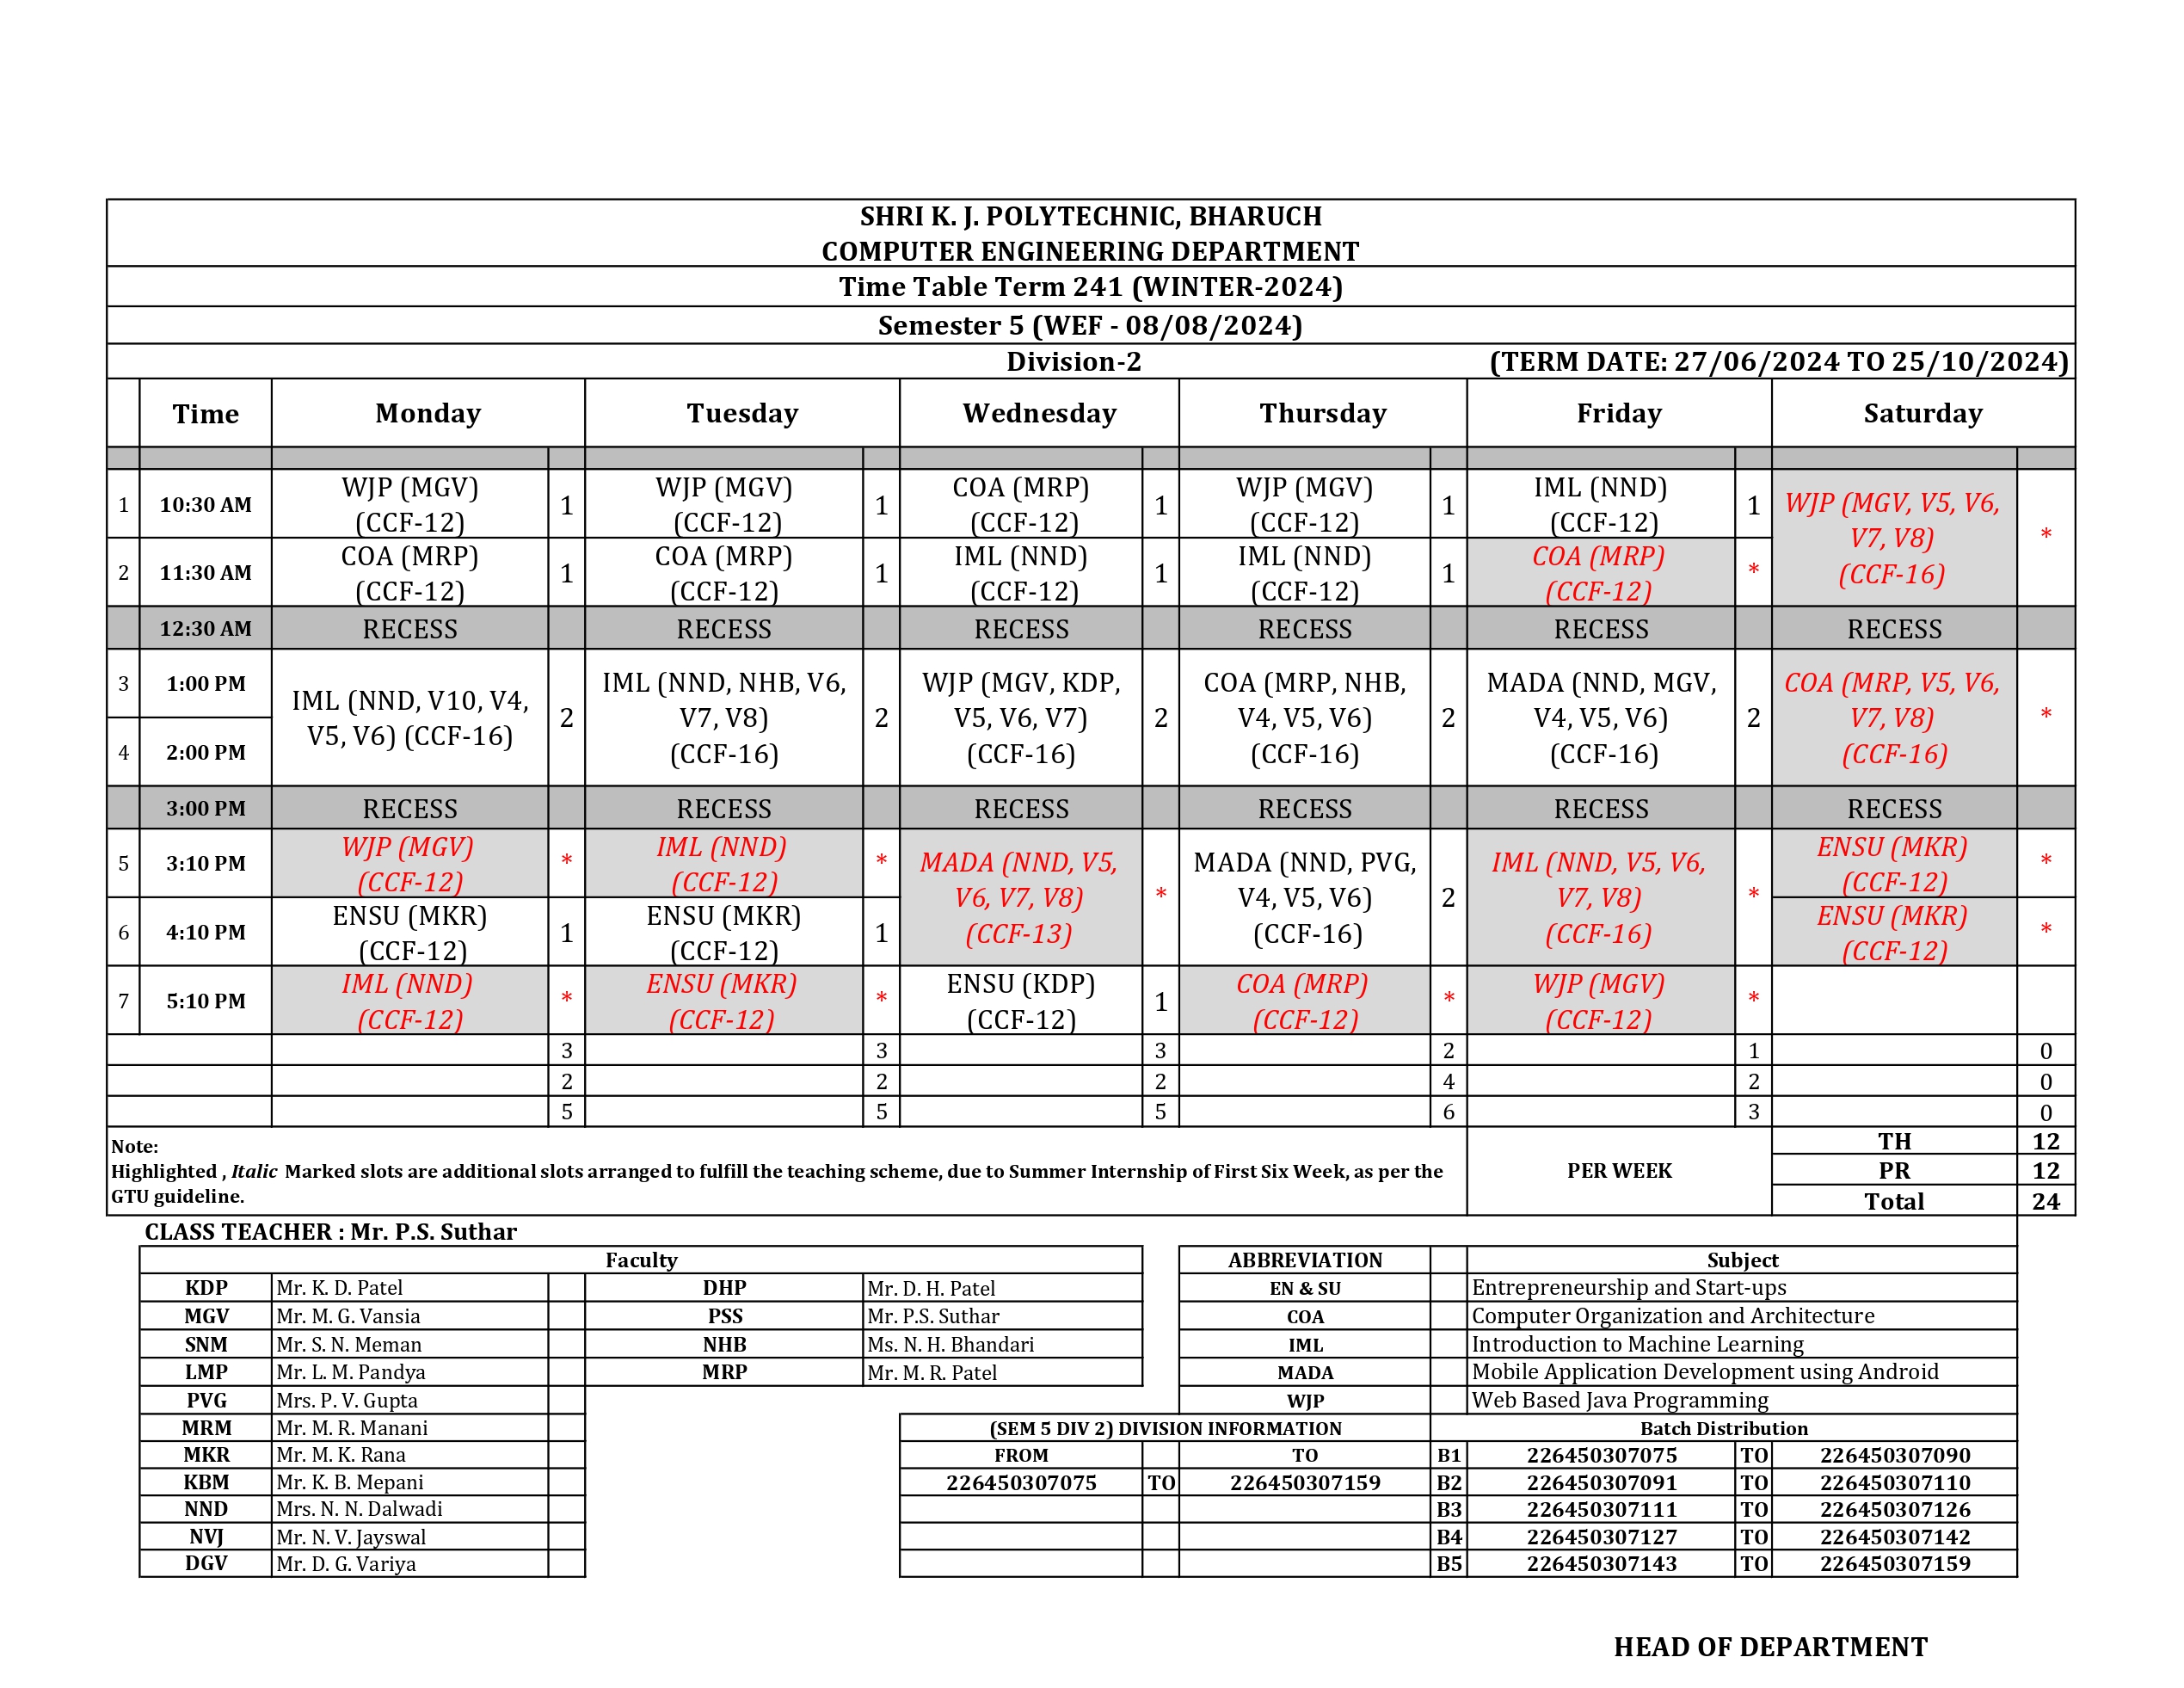 SHRI K. J. POLYTECHNIC, BHARUCH
COMPUTER ENGINEERING DEPARTMENT
Time Table Term 241 (WINTER-2024)
Semester 5 (WEF - 08/08/2024)
Division-2 (TERM DATE: 27/06/2024 TO 25/10/2024)
Time Monday Tuesday Wednesday Thursday Friday Saturday
1 10:30 AM WJP (MGV) (CCF-12) 1 WJP (MGV) (CCF-12) 1 COA (MRP) (CCF-12) 1 WJP (MGV) (CCF-12) 1 IML (NND) (CCF-12) 1 WJP (MGV, V5, V6, V7, V8) (CCF-16) *
2 11:30 AM COA (MRP) (CCF-12) 1 COA (MRP) (CCF-12) 1 IML (NND) (CCF-12) 1 IML (NND) (CCF-12) 1 COA (MRP) (CCF-12) *
12:30 AM RECESS RECESS RECESS RECESS RECESS RECESS
3 1:00 PM IML (NND, V10, V4, V5, V6) (CCF-16) 2 IML (NND, NHB, V6, V7, V8) (CCF-16) 2 WJP (MGV, KDP, V5, V6, V7) (CCF-16) 2 COA (MRP, NHB, V4, V5, V6) (CCF-16) 2 MADA (NND, MGV, V4, V5, V6) (CCF-16) 2 COA (MRP, V5, V6, V7, V8) (CCF-16) *
4 2:00 PM
3:00 PM RECESS RECESS RECESS RECESS RECESS RECESS
5 3:10 PM WJP (MGV) (CCF-12) * IML (NND) (CCF-12) * MADA (NND, V5, V6, V7, V8) (CCF-13) * MADA (NND, PVG, V4, V5, V6) (CCF-16) 2 IML (NND, V5, V6, V7, V8) (CCF-16) * ENSU (MKR) (CCF-12) *
6 4:10 PM ENSU (MKR) (CCF-12) 1 ENSU (MKR) (CCF-12) 1 ENSU (MKR) (CCF-12) *
7 5:10 PM IML (NND) (CCF-12) * ENSU (MKR) (CCF-12) * ENSU (KDP) (CCF-12) 1 COA (MRP) (CCF-12) * WJP (MGV) (CCF-12) *
3 3 3 2 1 0
2 2 2 4 2 0
5 5 5 6 3 0
Note:
Highlighted , Italic Marked slots are additional slots arranged to fulfill the teaching scheme, due to Summer Internship of First Six Week, as per the
GTU guideline.
PER WEEK
TH 12
PR 12
Total 24
CLASS TEACHER : Mr. P.S. Suthar
Faculty
KDP Mr. K. D. Patel DHP Mr. D. H. Patel
MGV Mr. M. G. Vansia PSS Mr. P.S. Suthar
SNM Mr. S. N. Meman NHB Ms. N. H. Bhandari
LMP Mr. L. M. Pandya MRP Mr. M. R. Patel
PVG Mrs. P. V. Gupta
MRM Mr. M. R. Manani
MKR Mr. M. K. Rana
KBM Mr. K. B. Mepani
NND Mrs. N. N. Dalwadi
NVJ Mr. N. V. Jayswal
DGV Mr. D. G. Variya
ABBREVIATION Subject
EN & SU Entrepreneurship and Start-ups
COA Computer Organization and Architecture
IML Introduction to Machine Learning
MADA Mobile Application Development using Android
WJP Web Based Java Programming
(SEM 5 DIV 2) DIVISION INFORMATION Batch Distribution
FROM TO B1 226450307075 TO 226450307090
226450307075 TO 226450307159 B2 226450307091 TO 226450307110
B3 226450307111 TO 226450307126
B4 226450307127 TO 226450307142
B5 226450307143 TO 226450307159
HEAD OF DEPARTMENT